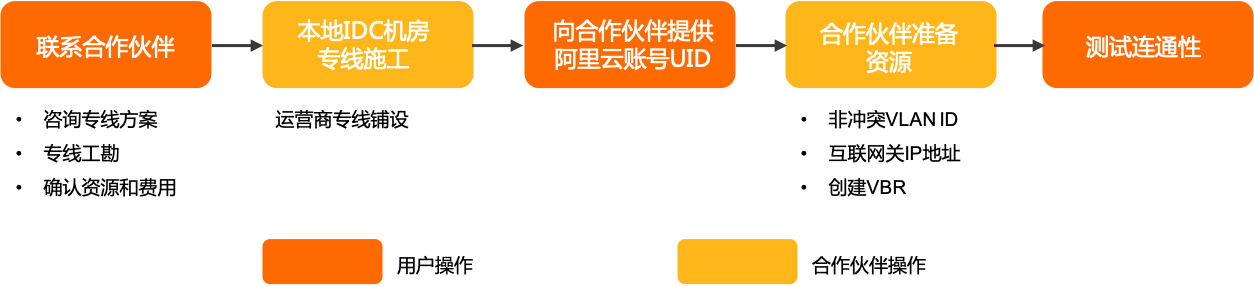 联系合作伙伴
本地IDC机房
专线施工
向合作伙伴提供
阿里云账号UID
合作伙伴准备
资源
测试连通性
• 咨询专线方案
• 专线工勘
• 确认资源和费用
运营商专线铺设
• 非冲突VLAN ID
• 互联网关IP地址
• 创建VBR
用户操作
合作伙伴操作